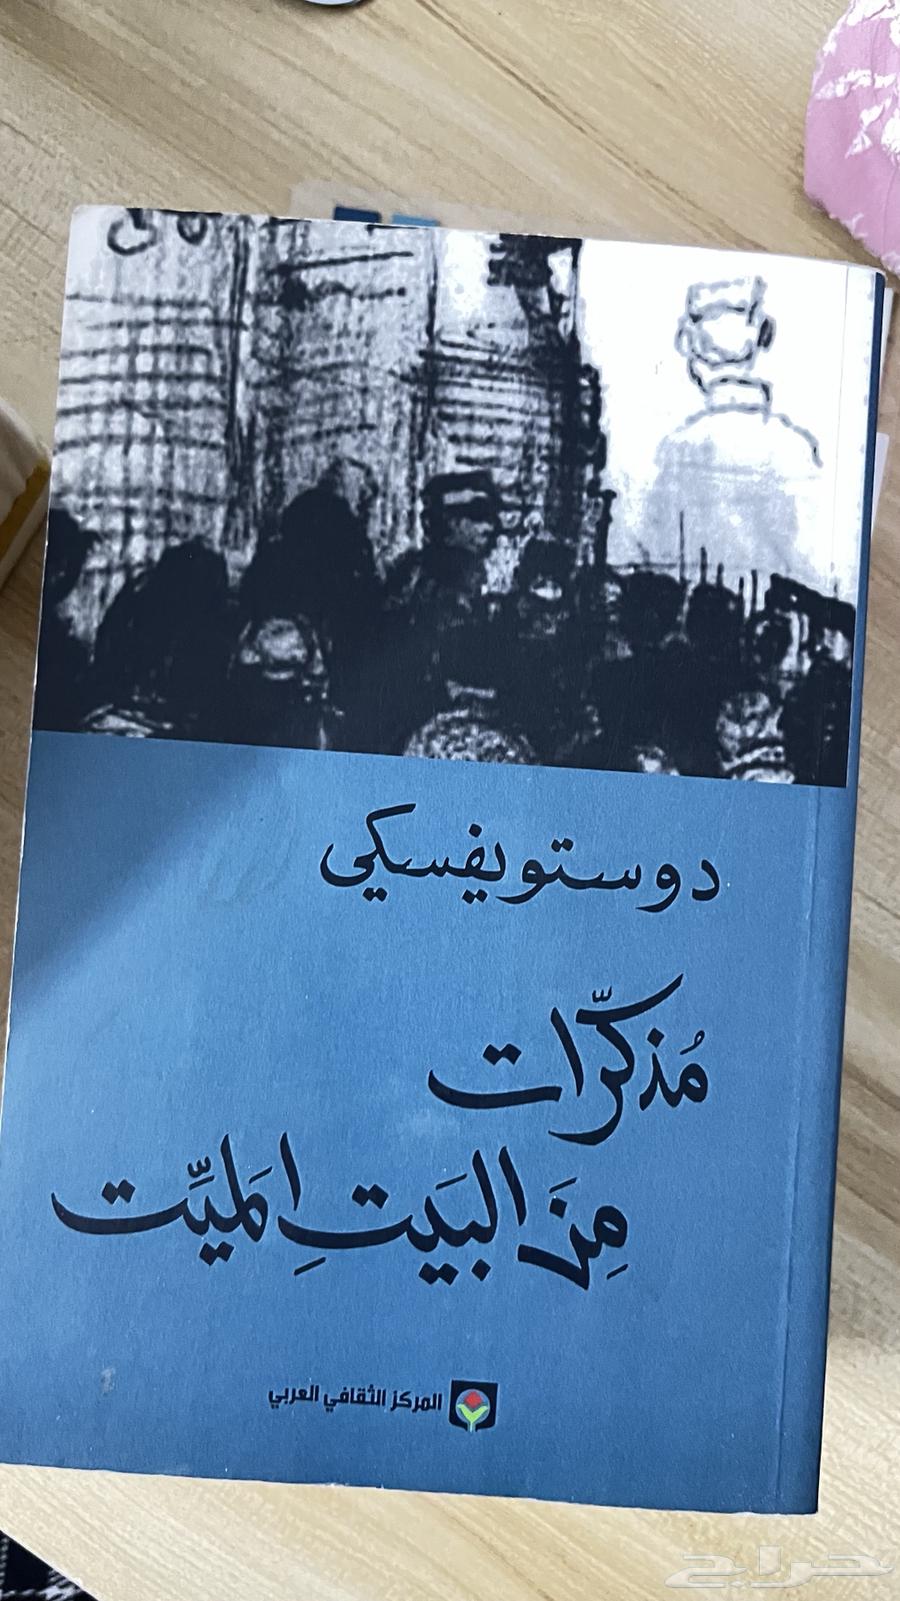 دوستويفسكي
مُذكّرات
مِنَ البَيتِ المَيِّت
المركز الثقافي العربي
حراج